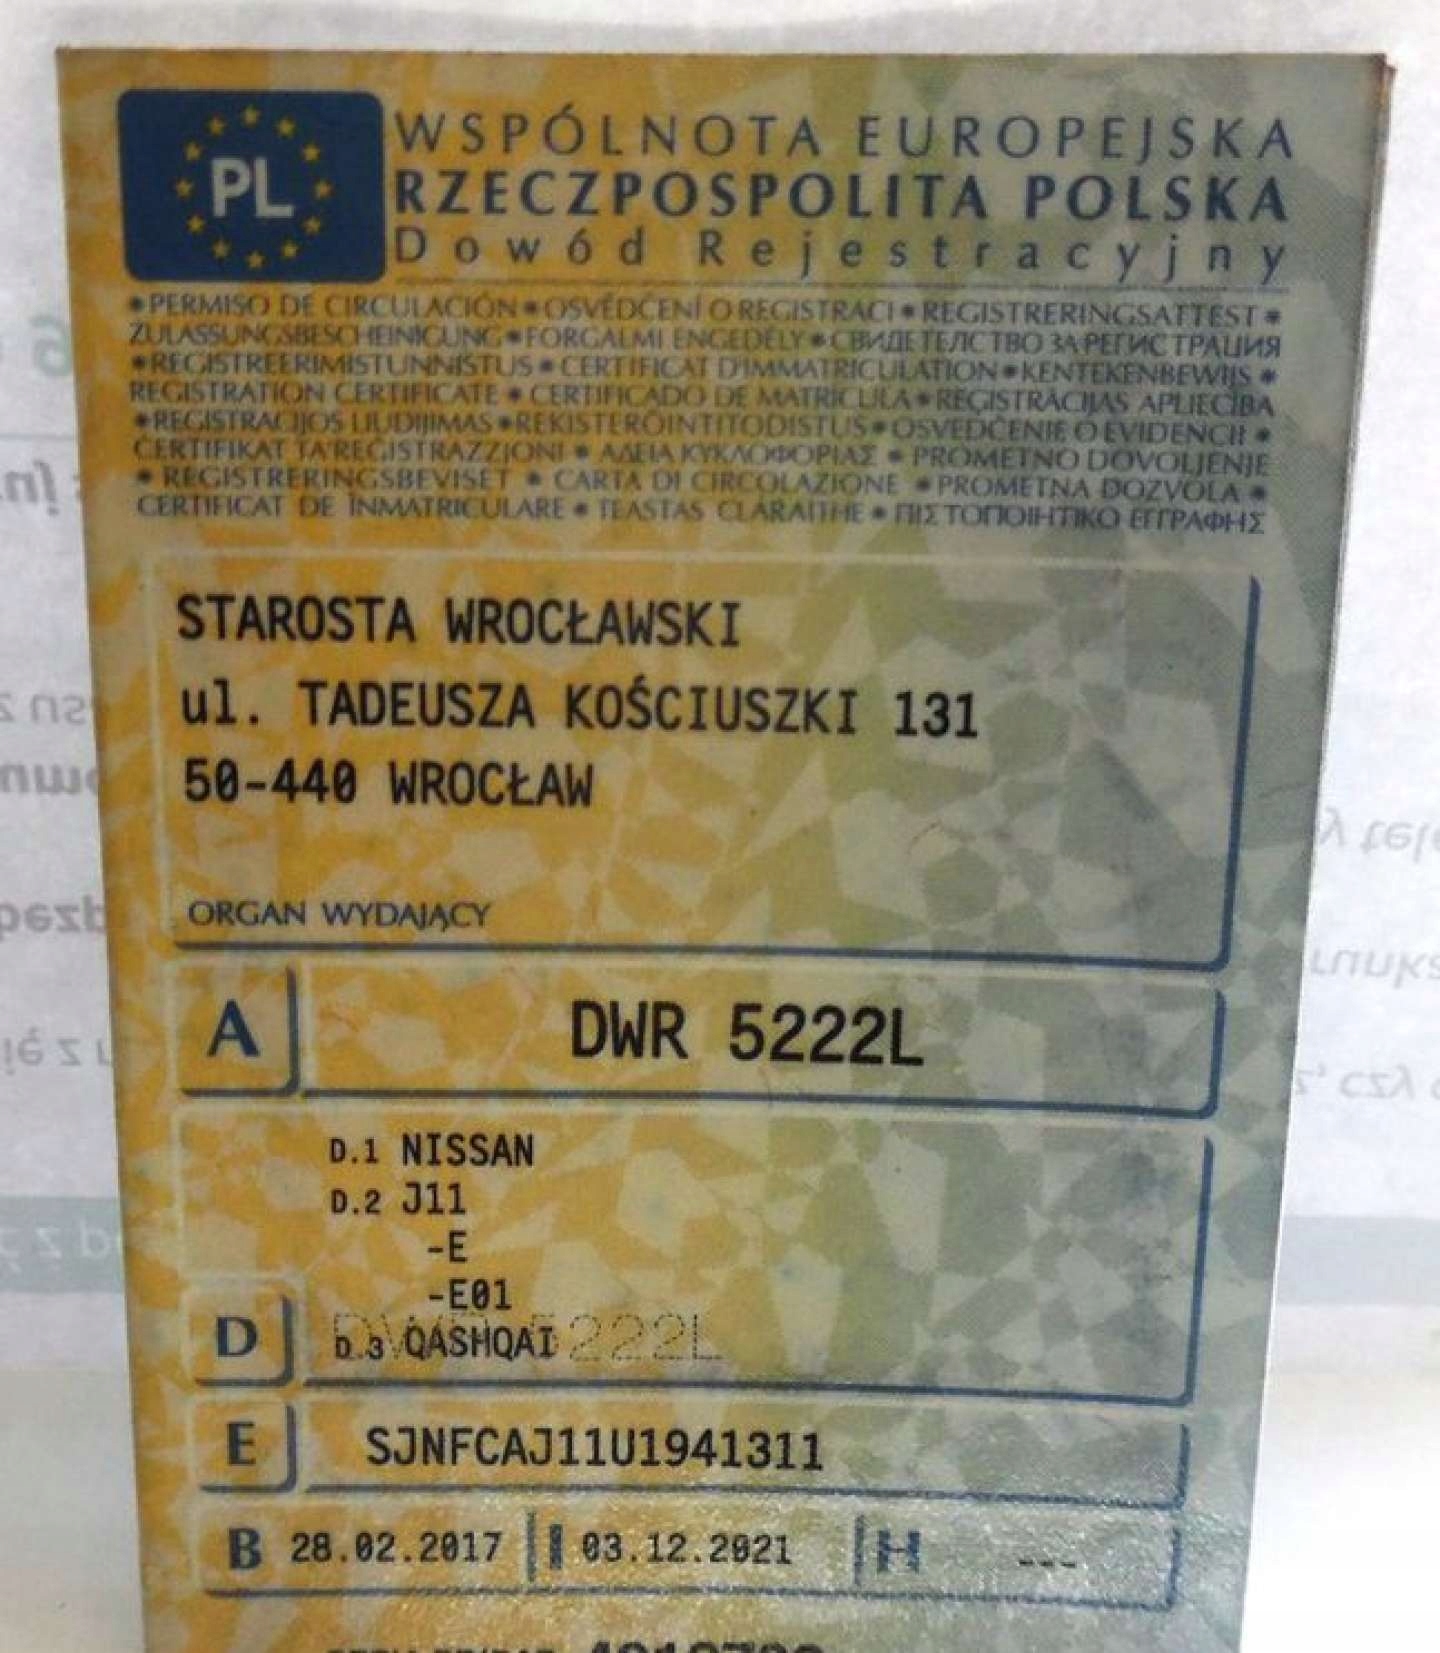 PL
WSPÓLNOTA EUROPEJSKA
RZECZPOSPOLITA POLSKA
Dowód Rejestracyjny
* PERMISO DE CIRCULACIÓN * OSVĚDČENÍ O REGISTRACI * REGISTRERINGSATTEST *
ZULASSUNGSBESCHEINIGUNG * FORGALMI ENGEDÉLY * СВИДЕТЕЛСТВО ЗА РЕГИСТРАЦИЯ
* REGISTREERIMISTUNNISTUS * CERTIFICAT D'IMMATRICULATION * KENTEKENBEWIJS *
REGISTRATION CERTIFICATE * CERTIFICADO DE MATRÍCULA * REĢISTRĀCIJAS APLIECĪBA
* REGISTRACIJOS LIUDIJIMAS * REKISTERÖINTITODISTUS * OSVEDČENIE O EVIDENCII *
ĊERTIFIKAT TA'REĠISTRAZZJONI * ΑΔΕΙΑ ΚΥΚΛΟΦΟΡΙΑΣ * PROMETNO DOVOLJENJE
* REGISTRERINGSBEVISET * CARTA DI CIRCOLAZIONE * PROMETNA DOZVOLA *
CERTIFICAT DE ÎNMATRICULARE * TEASTAS CLÁRAITHE * ΠΙΣΤΟΠΟΙΗΤΙΚΟ ΕΓΓΡΑΦΗΣ
STAROSTA WROCŁAWSKI
ul. TADEUSZA KOŚCIUSZKI 131
50-440 WROCŁAW
ORGAN WYDAJĄCY
A DWR 5222L
D.1 NISSAN
D.2 J11
-E
-E01
D D.3 QASHQAI
DWR 5222L
E SJNFCAJ11U1941311
B 28.02.2017 I 03.12.2021 H ---